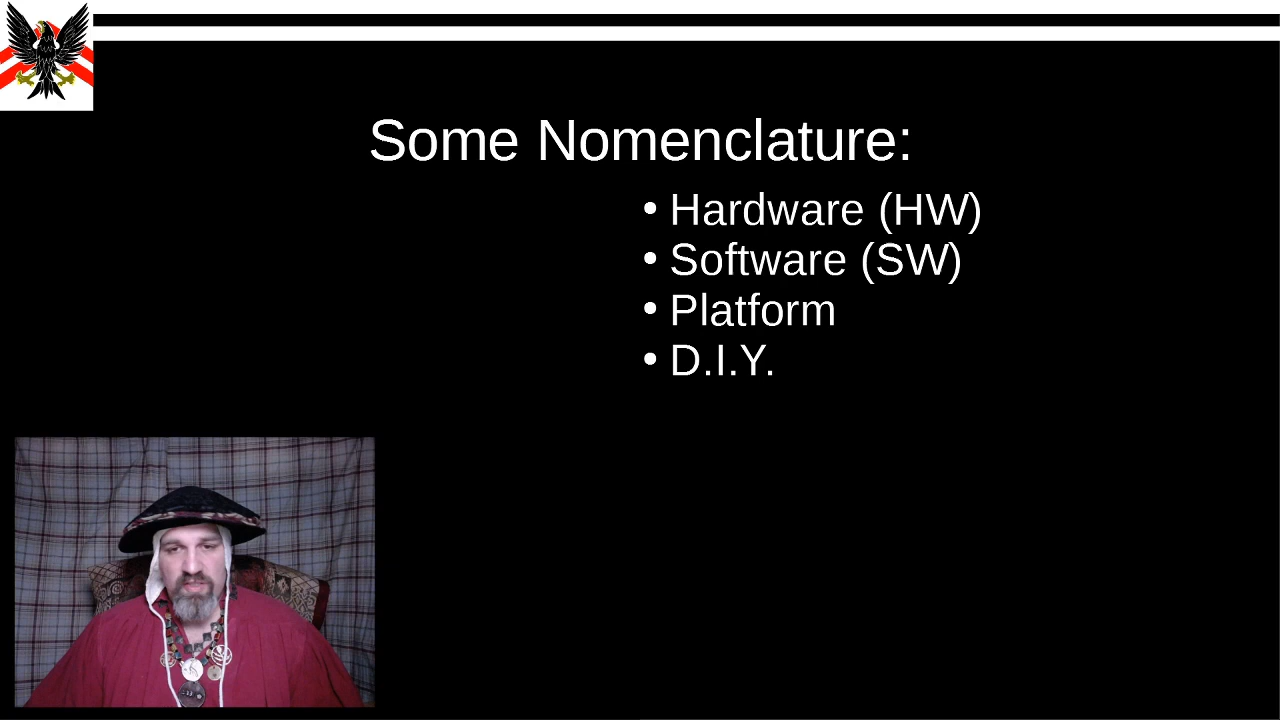 Some Nomenclature:
• Hardware (HW)
• Software (SW)
• Platform
• D.I.Y.